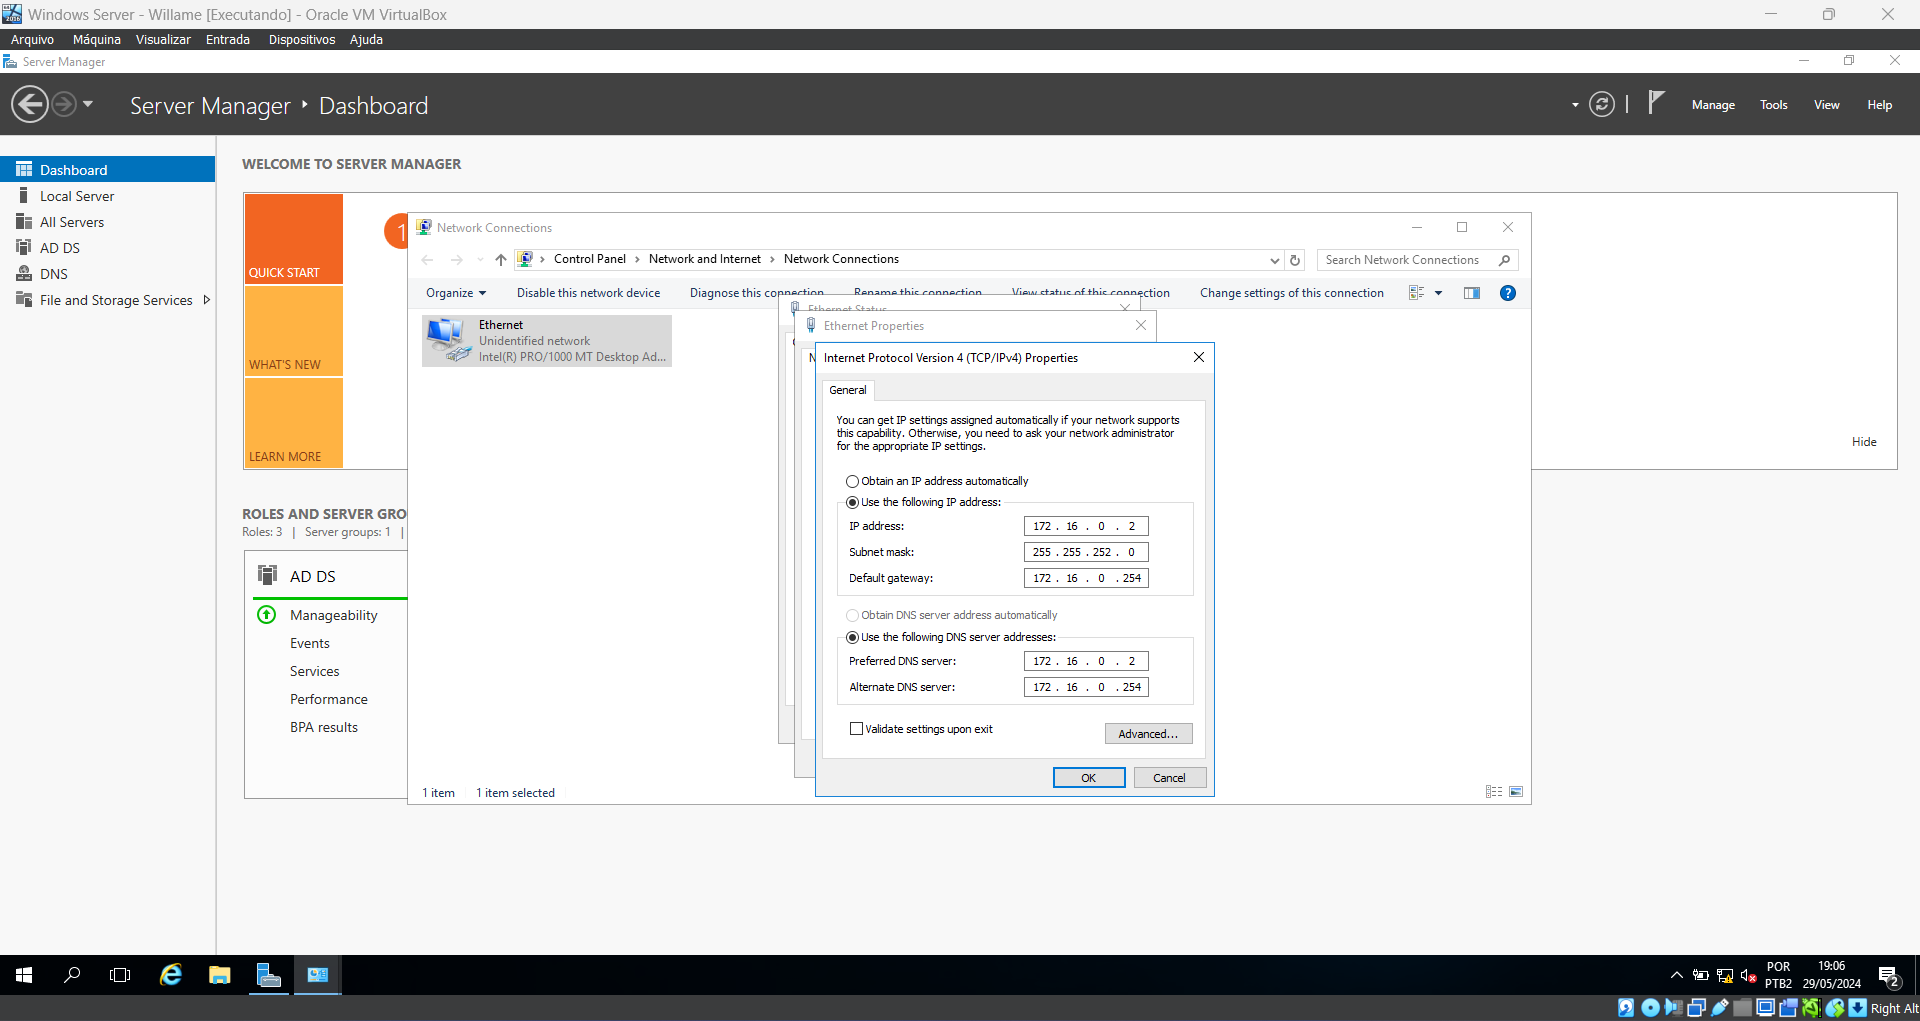 Windows Server - Willame [Executando] - Oracle VM VirtualBox
Arquivo Máquina Visualizar Entrada Dispositivos Ajuda
Server Manager
Server Manager Dashboard
Manage Tools View Help
Dashboard
Local Server
All Servers
AD DS
DNS
File and Storage Services
WELCOME TO SERVER MANAGER
QUICK START
WHAT'S NEW
LEARN MORE
1
Hide
ROLES AND SERVER GRO
Roles: 3 | Server groups: 1 |
AD DS
Manageability
Events
Services
Performance
BPA results
Network Connections
Control Panel Network and Internet Network Connections
Search Network Connections
Organize Disable this network device Diagnose this connection Rename this connection View status of this connection Change settings of this connection
Ethernet
Unidentified network
Intel(R) PRO/1000 MT Desktop Ad...
1 item 1 item selected
Ethernet Status
Ethernet Properties
N
Internet Protocol Version 4 (TCP/IPv4) Properties
General
You can get IP settings assigned automatically if your network supports
this capability. Otherwise, you need to ask your network administrator
for the appropriate IP settings.
Obtain an IP address automatically
Use the following IP address:
IP address: 172 . 16 . 0 . 2
Subnet mask: 255 . 255 . 252 . 0
Default gateway: 172 . 16 . 0 . 254
Obtain DNS server address automatically
Use the following DNS server addresses:
Preferred DNS server: 172 . 16 . 0 . 2
Alternate DNS server: 172 . 16 . 0 . 254
Validate settings upon exit
Advanced...
OK Cancel
POR
PTB2
19:06
29/05/2024
2
Right Alt